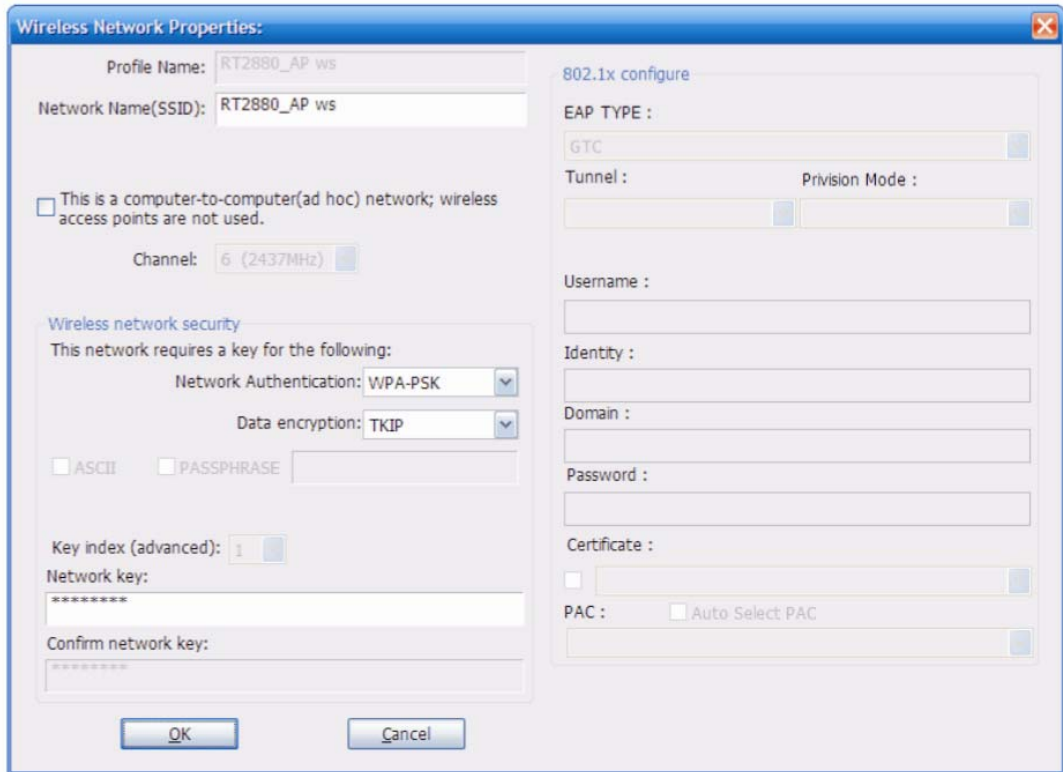 Wireless Network Properties:
Profile Name: RT2880_AP ws
Network Name(SSID): RT2880_AP ws
This is a computer-to-computer(ad hoc) network; wireless
access points are not used.
Channel: 6 (2437MHz)
Wireless network security
This network requires a key for the following:
Network Authentication: WPA-PSK
Data encryption: TKIP
ASCII PASSPHRASE
Key index (advanced): 1
Network key:
********
Confirm network key:
********
OK Cancel
802.1x configure
EAP TYPE :
GTC
Tunnel : Privision Mode :
Username :
Identity :
Domain :
Password :
Certificate :
PAC : Auto Select PAC